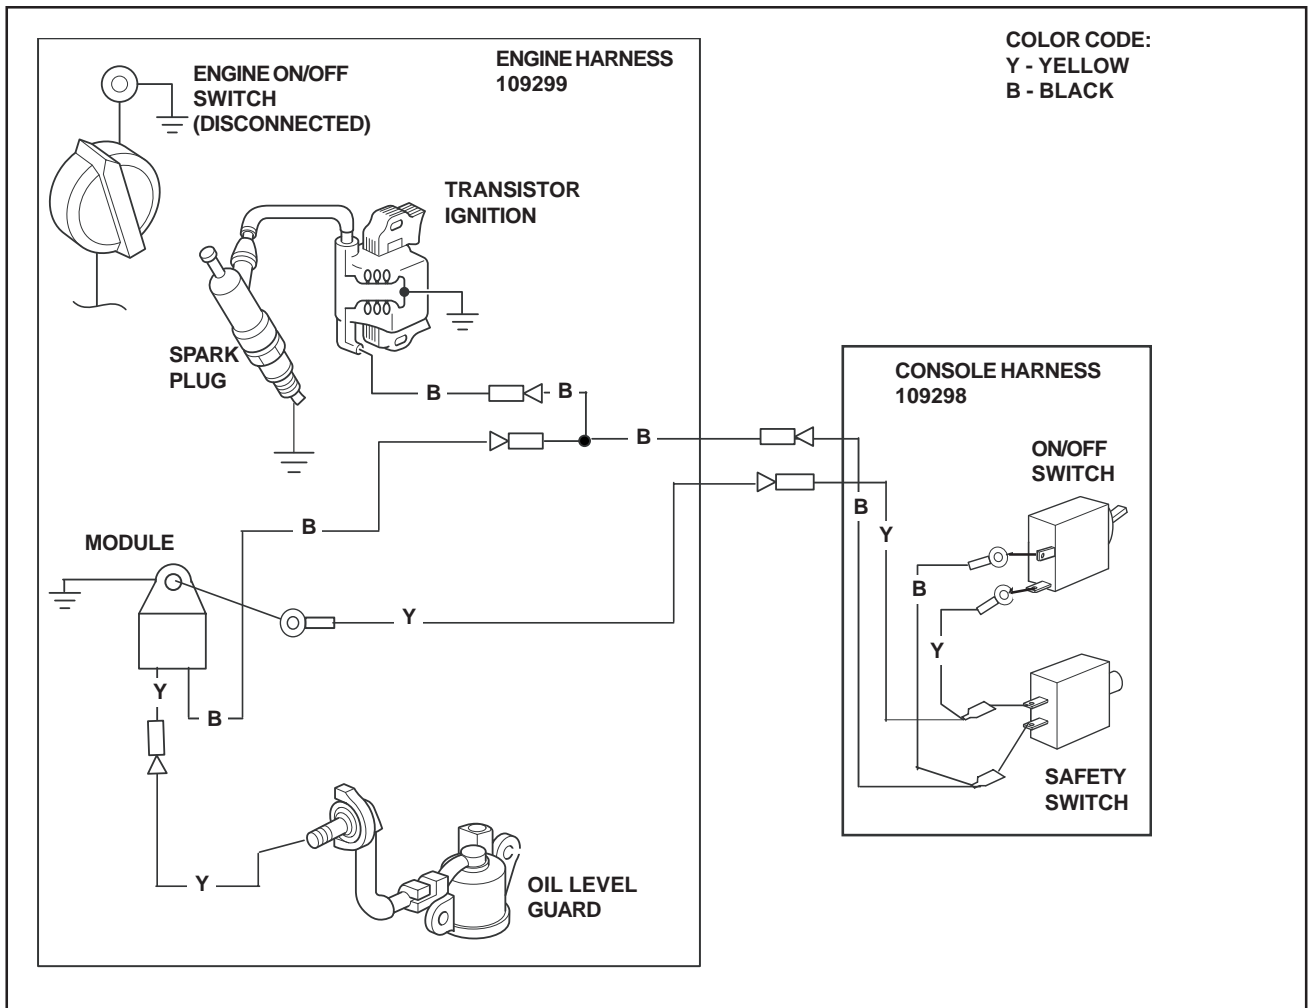 ENGINE ON/OFF
SWITCH
(DISCONNECTED)
ENGINE HARNESS
109299
COLOR CODE:
Y - YELLOW
B - BLACK
TRANSISTOR
IGNITION
SPARK
PLUG
B
B
B
CONSOLE HARNESS
109298
ON/OFF
SWITCH
B
B
Y
MODULE
B
Y
Y
Y
B
SAFETY
SWITCH
Y
OIL LEVEL
GUARD